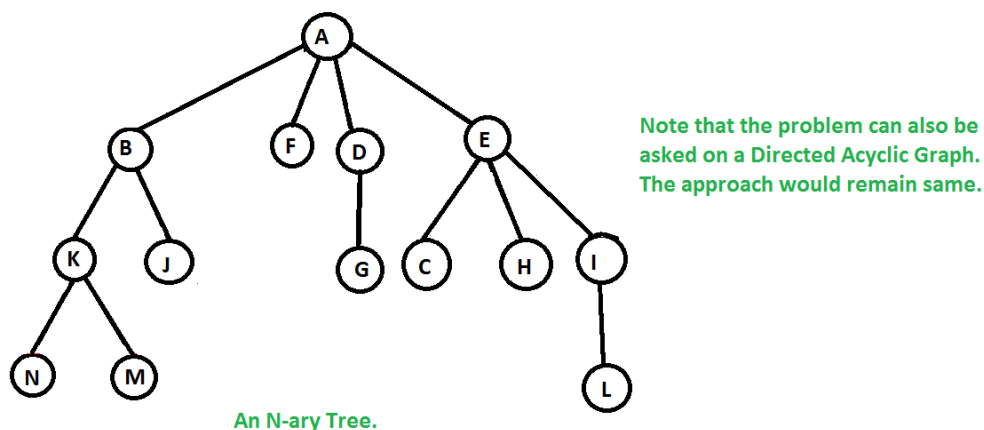 A
B
F
D
E
Note that the problem can also be
asked on a Directed Acyclic Graph.
The approach would remain same.
K
J
G
C
H
I
N
M
L
An N-ary Tree.